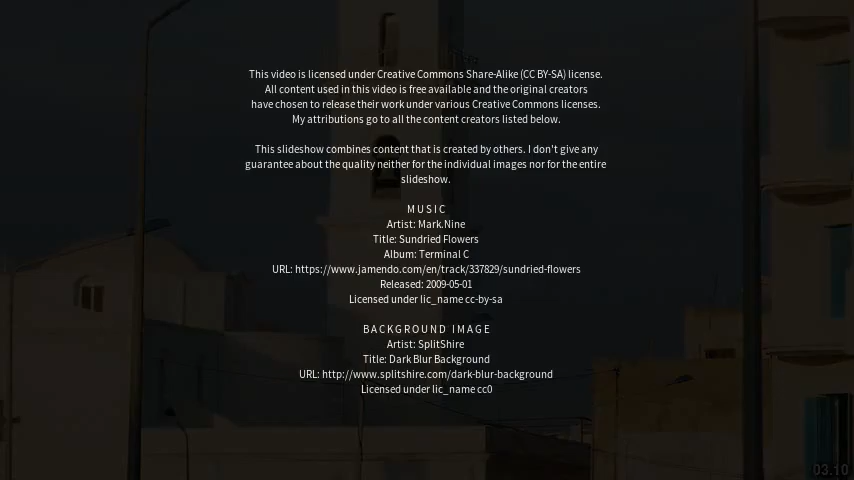 This video is licensed under Creative Commons Share-Alike (CC BY-SA) license.
All content used in this video is free available and the original creators
have chosen to release their work under various Creative Commons licenses.
My attributions go to all the content creators listed below.
This slideshow combines content that is created by others. I don't give any
guarantee about the quality neither for the individual images nor for the entire
slideshow.
MUSIC
Artist: Mark.Nine
Title: Sundried Flowers
Album: Terminal C
URL: https://www.jamendo.com/en/track/337829/sundried-flowers
Released: 2009-05-01
Licensed under lic_name cc-by-sa
BACKGROUND IMAGE
Artist: SplitShire
Title: Dark Blur Background
URL: http://www.splitshire.com/dark-blur-background
Licensed under lic_name cc0
03.10